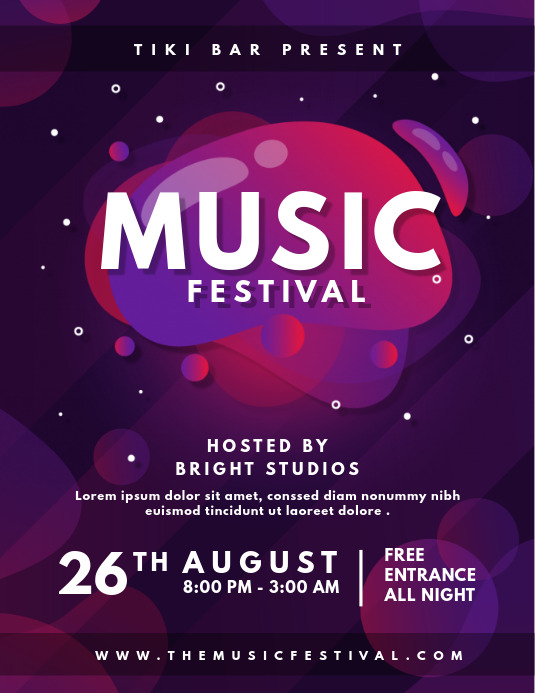 TIKI BAR PRESENT
MUSIC
FESTIVAL
HOSTED BY
BRIGHT STUDIOS
Lorem ipsum dolor sit amet, conssed diam nonummy nibh
euismod tincidunt ut laoreet dolore .
26TH AUGUST
8:00 PM - 3:00 AM
FREE
ENTRANCE
ALL NIGHT
WWW.THEMUSICFESTIVAL.COM